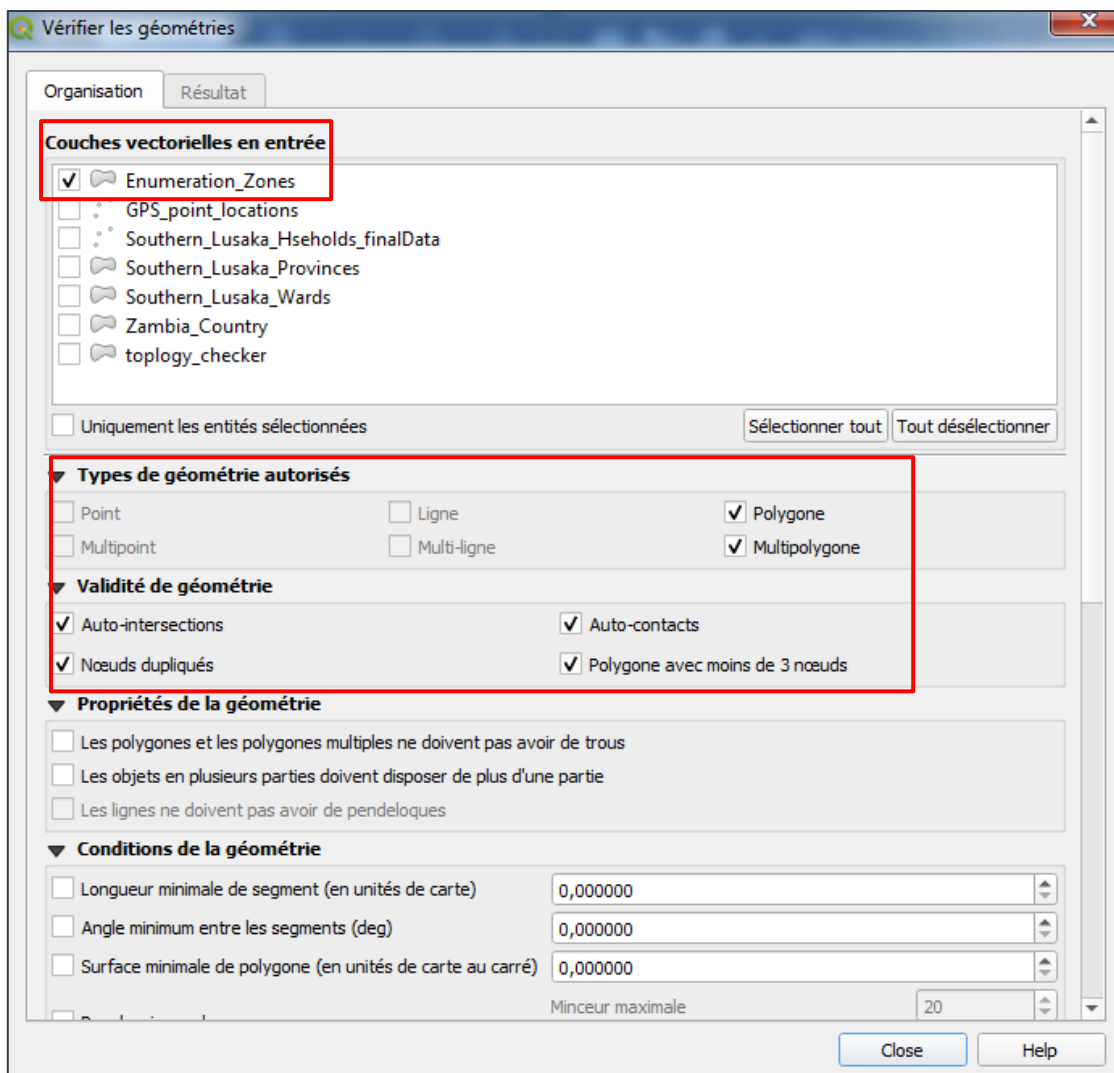 Vérifier les géométries
Organisation Résultat
Couches vectorielles en entrée
Enumeration_Zones
GPS_point_locations
Southern_Lusaka_Hseholds_finalData
Southern_Lusaka_Provinces
Southern_Lusaka_Wards
Zambia_Country
toplogy_checker
Uniquement les entités sélectionnées Sélectionner tout Tout désélectionner
Types de géométrie autorisés
Point Ligne Polygone
Multipoint Multi-ligne Multipolygone
Validité de géométrie
Auto-intersections Auto-contacts
Nœuds dupliqués Polygone avec moins de 3 nœuds
Propriétés de la géométrie
Les polygones et les polygones multiples ne doivent pas avoir de trous
Les objets en plusieurs parties doivent disposer de plus d'une partie
Les lignes ne doivent pas avoir de pendeloques
Conditions de la géométrie
Longueur minimale de segment (en unités de carte) 0,000000
Angle minimum entre les segments (deg) 0,000000
Surface minimale de polygone (en unités de carte au carré) 0,000000
Minceur maximale 20
Close Help